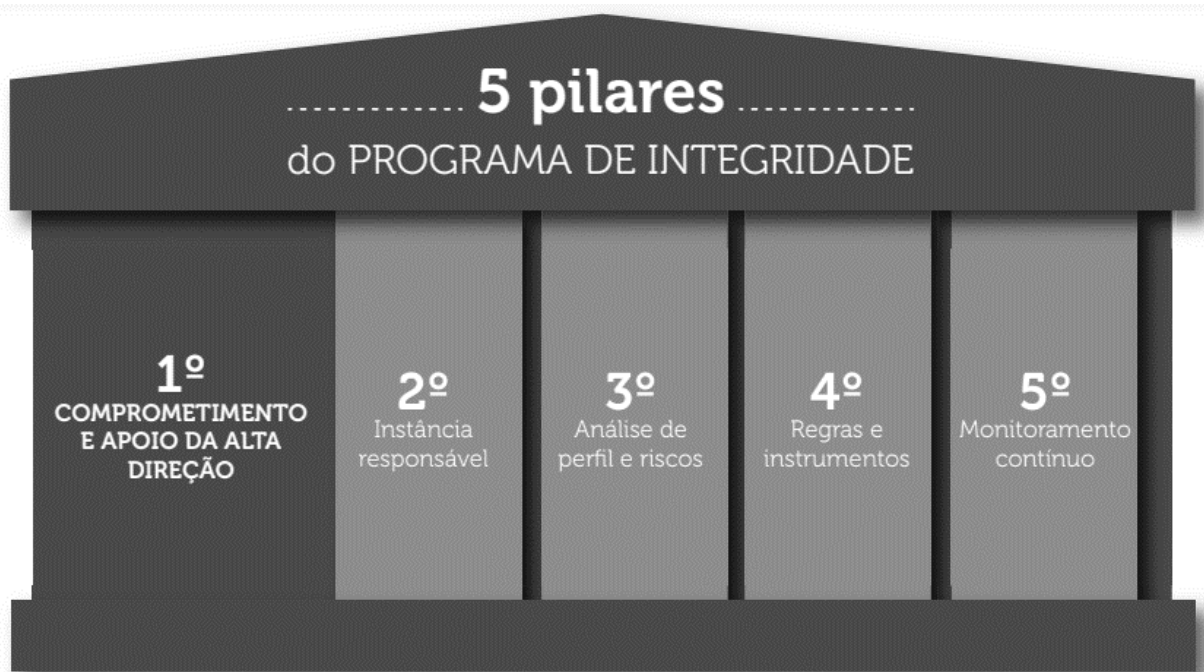 5 pilares
do PROGRAMA DE INTEGRIDADE
1º
COMPROMETIMENTO
E APOIO DA ALTA
DIREÇÃO
2º
Instância
responsável
3º
Análise de
perfil e riscos
4º
Regras e
instrumentos
5º
Monitoramento
contínuo